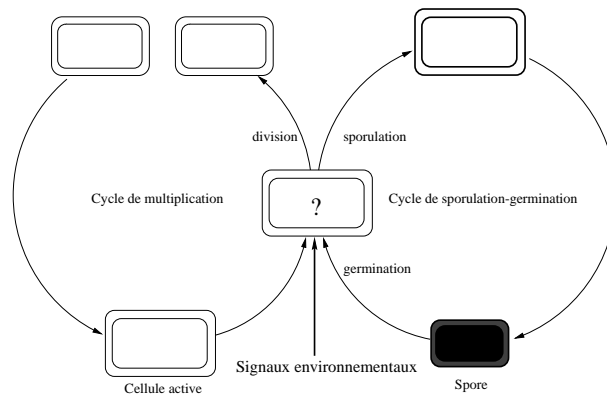 division
sporulation
Cycle de multiplication
?
Cycle de sporulation-germination
germination
Signaux environnementaux
Cellule active
Spore